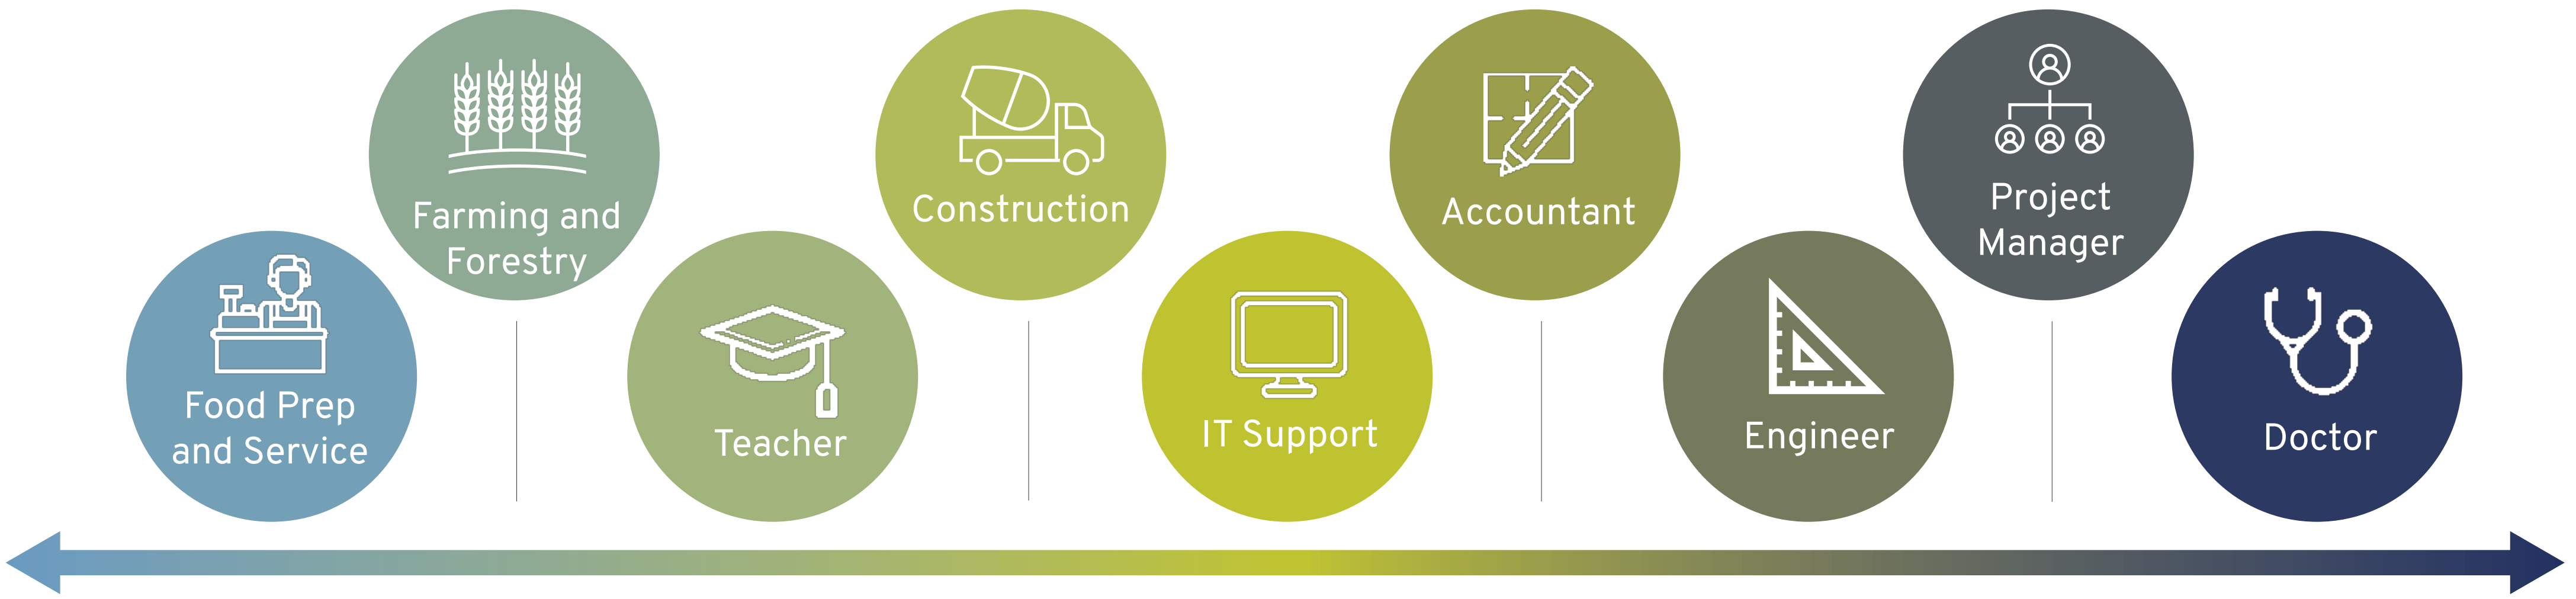 Food Prep
and Service
Farming and
Forestry
Teacher
Construction
IT Support
Accountant
Engineer
Project
Manager
Doctor